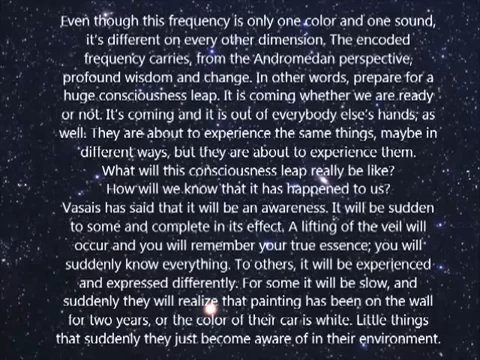 Even though this frequency is only one color and one sound,
it's different on every other dimension. The encoded
frequency carries, from the Andromedan perspective,
profound wisdom and change. In other words, prepare for a
huge consciousness leap. It is coming whether we are ready
or not. It's coming and it is out of everybody else's hands, as
well. They are about to experience the same things, maybe in
different ways, but they are about to experience them.
What will this consciousness leap really be like?
How will we know that it has happened to us?
Vasais has said that it will be an awareness. It will be sudden
to some and complete in its effect. A lifting of the veil will
occur and you will remember your true essence; you will
suddenly know everything. To others, it will be experienced
and expressed differently. For some it will be slow, and
suddenly they will realize that painting has been on the wall
for two years, or the color of their car is white. Little things
that suddenly they just become aware of in their environment.